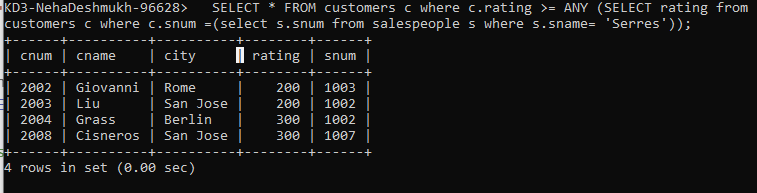 KD3-NehaDeshmukh-96628>   SELECT * FROM customers c where c.rating >= ANY (SELECT rating from
customers c where c.snum =(select s.snum from salespeople s where s.sname= 'Serres'));
+------+----------+----------+--------+------+
| cnum | cname    | city     | rating | snum |
+------+----------+----------+--------+------+
| 2002 | Giovanni | Rome     |    200 | 1003 |
| 2003 | Liu      | San Jose |    200 | 1002 |
| 2004 | Grass    | Berlin   |    300 | 1002 |
| 2008 | Cisneros | San Jose |    300 | 1007 |
+------+----------+----------+--------+------+
4 rows in set (0.00 sec)